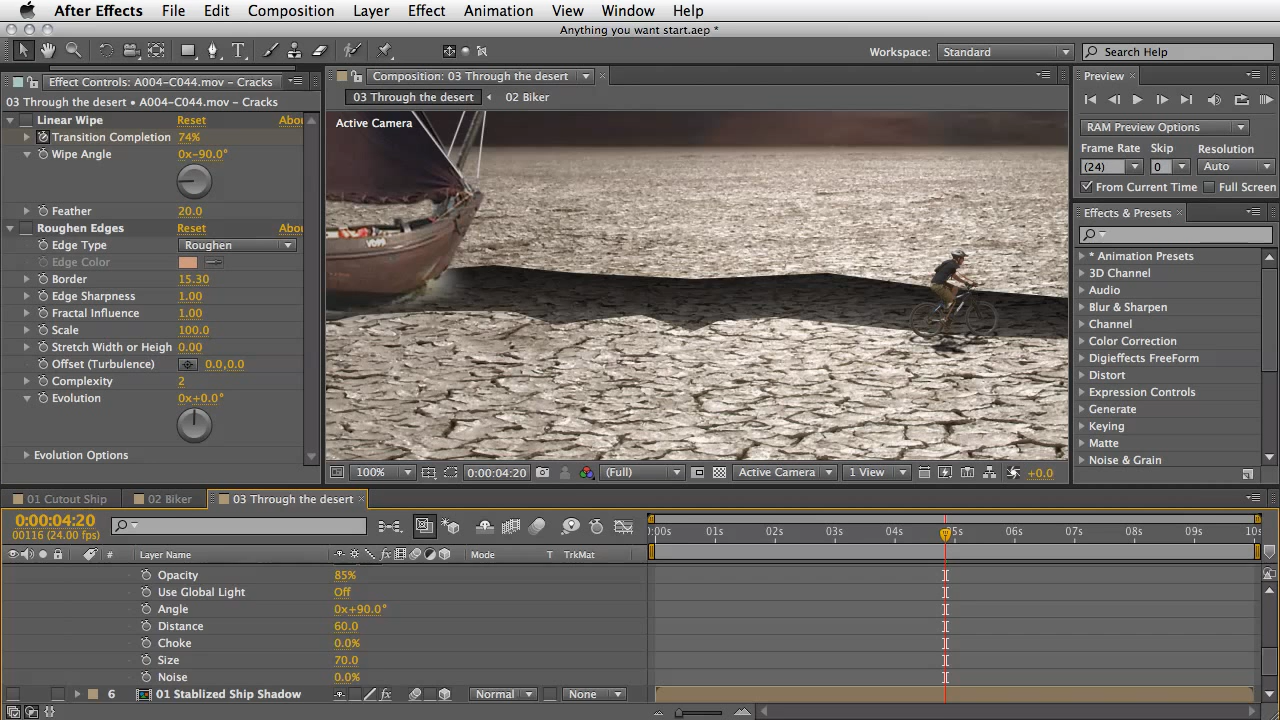 After Effects File Edit Composition Layer Effect Animation View Window Help
Anything you want start.aep *
Workspace: Standard
Search Help
Effect Controls: A004-C044.mov - Cracks
03 Through the desert • A004-C044.mov - Cracks
Linear Wipe Reset Abou
Transition Completion 74%
Wipe Angle 0x-90.0°
Feather 20.0
Roughen Edges Reset Abou
Edge Type Roughen
Edge Color
Border 15.30
Edge Sharpness 1.00
Fractal Influence 1.00
Scale 100.0
Stretch Width or Heigh 0.00
Offset (Turbulence) 0.0,0.0
Complexity 2
Evolution 0x+0.0°
Evolution Options
Composition: 03 Through the desert
03 Through the desert 02 Biker
Active Camera
100% 0:00:04:20 (Full) Active Camera 1 View +0.0
Preview
RAM Preview Options
Frame Rate Skip Resolution
(24) 0 Auto
From Current Time Full Screen
Effects & Presets
* Animation Presets
3D Channel
Audio
Blur & Sharpen
Channel
Color Correction
Digieffects FreeForm
Distort
Expression Controls
Generate
Keying
Matte
Noise & Grain
01 Cutout Ship 02 Biker 03 Through the desert
0:00:04:20
00116 (24.00 fps)
0:00s 01s 02s 03s 04s 05s 06s 07s 08s 09s 10s
# Layer Name Mode T TrkMat
Opacity 85%
Use Global Light Off
Angle 0x+90.0°
Distance 60.0
Choke 0.0%
Size 70.0
Noise 0.0%
6 01 Stablized Ship Shadow Normal None